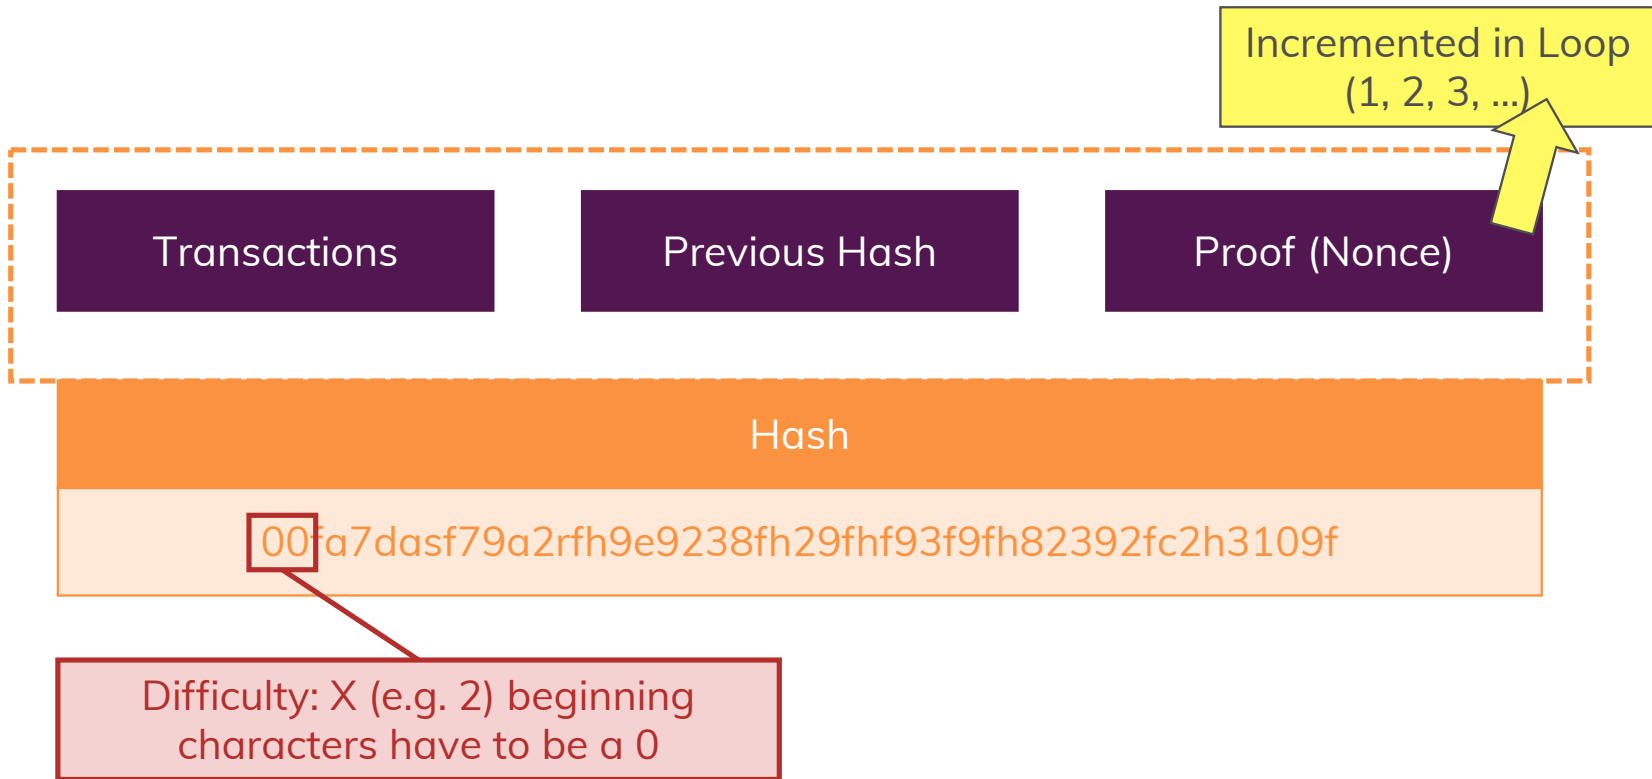 Incremented in Loop
(1, 2, 3, ...)
Transactions
Previous Hash
Proof (Nonce)
Hash
00fa7dasf79a2rfh9e9238fh29fhf93f9fh82392fc2h3109f
Difficulty: X (e.g. 2) beginning
characters have to be a 0